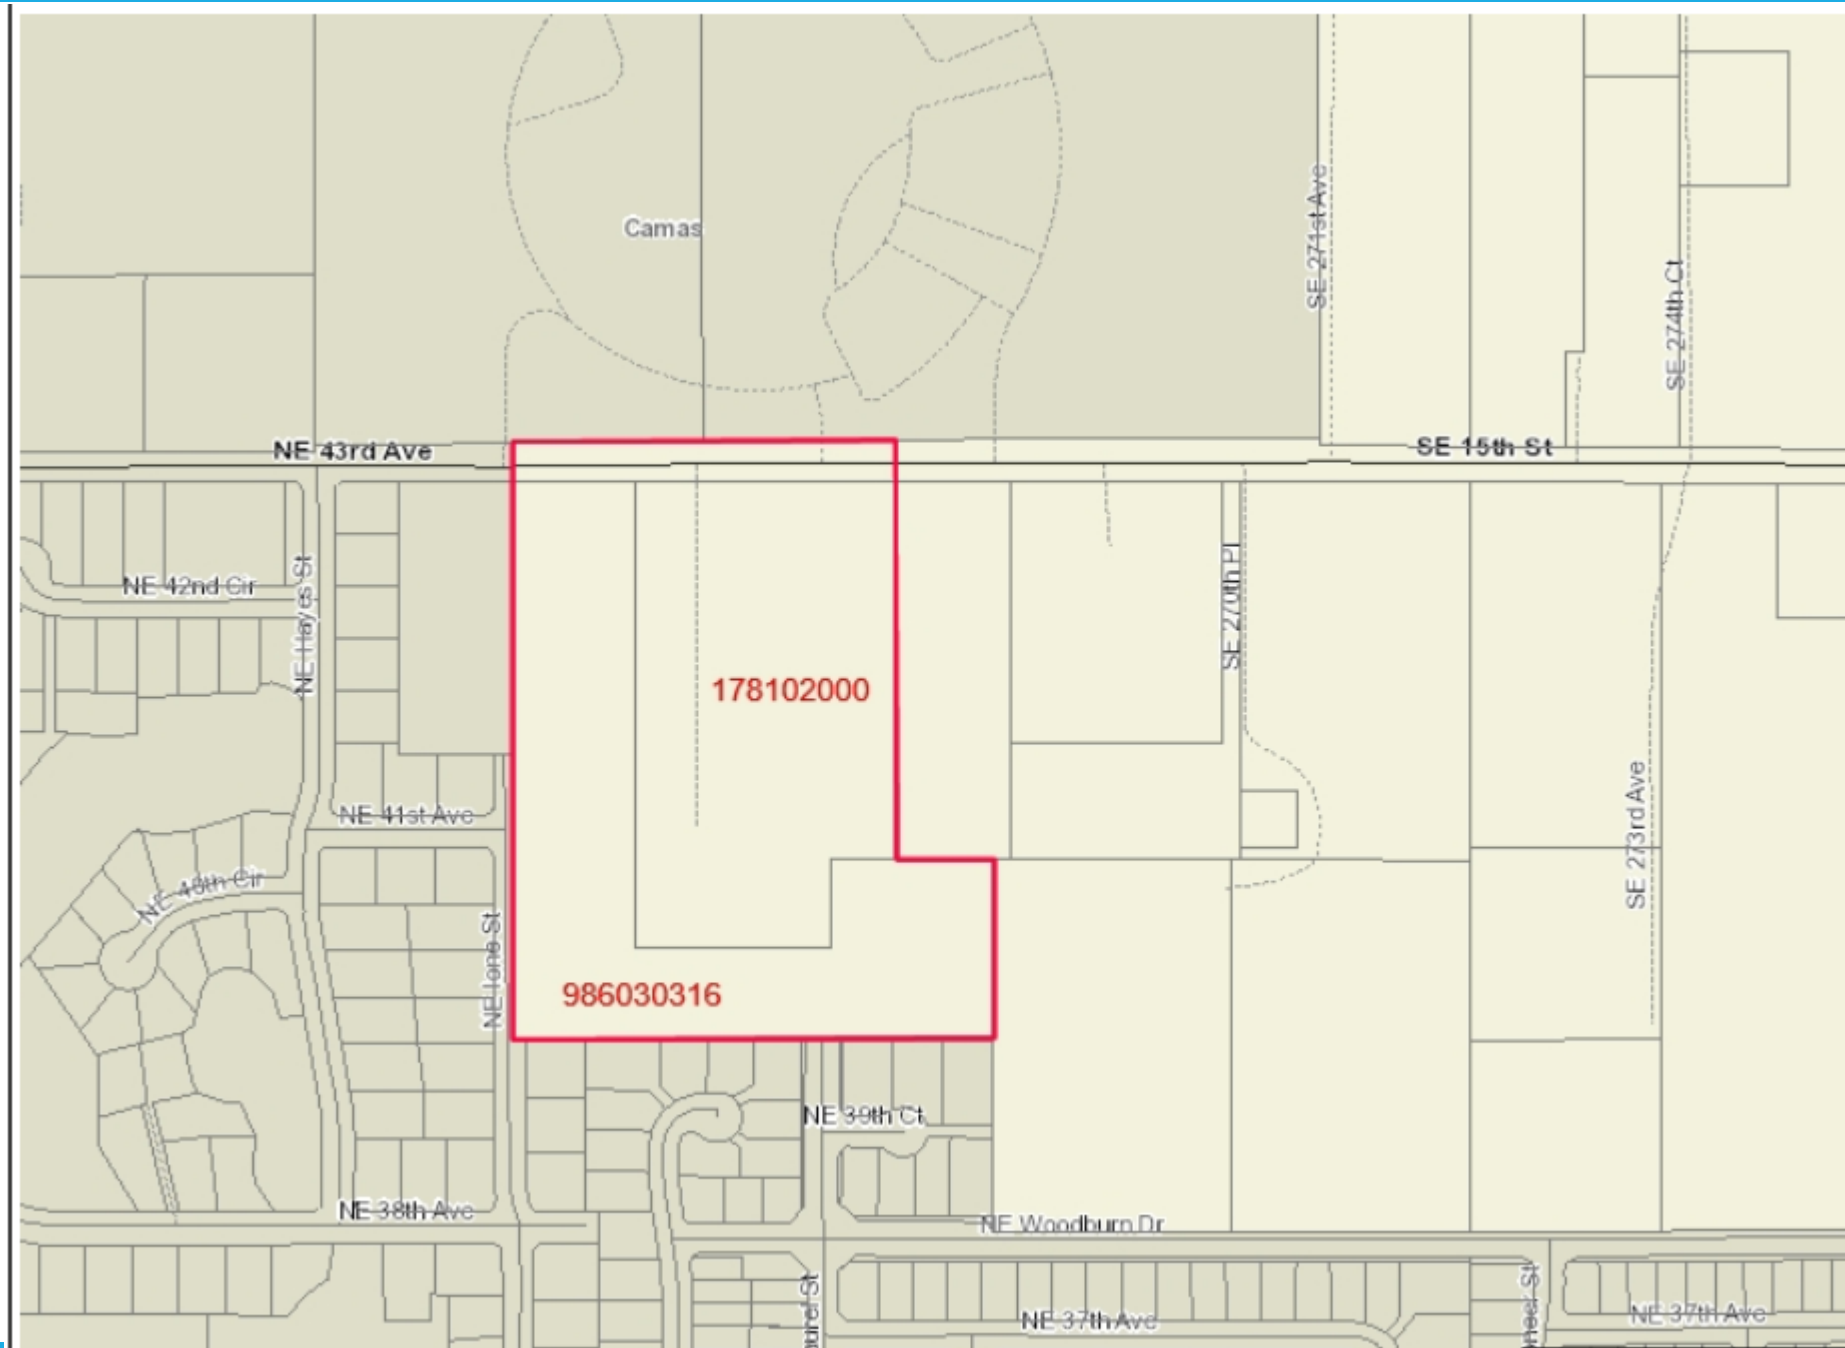 Camas
SE 271st Ave
SE 274th Ct
NE 43rd Ave
SE 15th St
NE 42nd Cir
NE Hayes St
SE 270th Pl
178102000
NE 41st Ave
SE 273rd Ave
NE 40th Cir
NE Ione St
986030316
NE 39th Ct
NE 38th Ave
NE Woodburn Dr
NE 37th Ave
NE 37th Ave